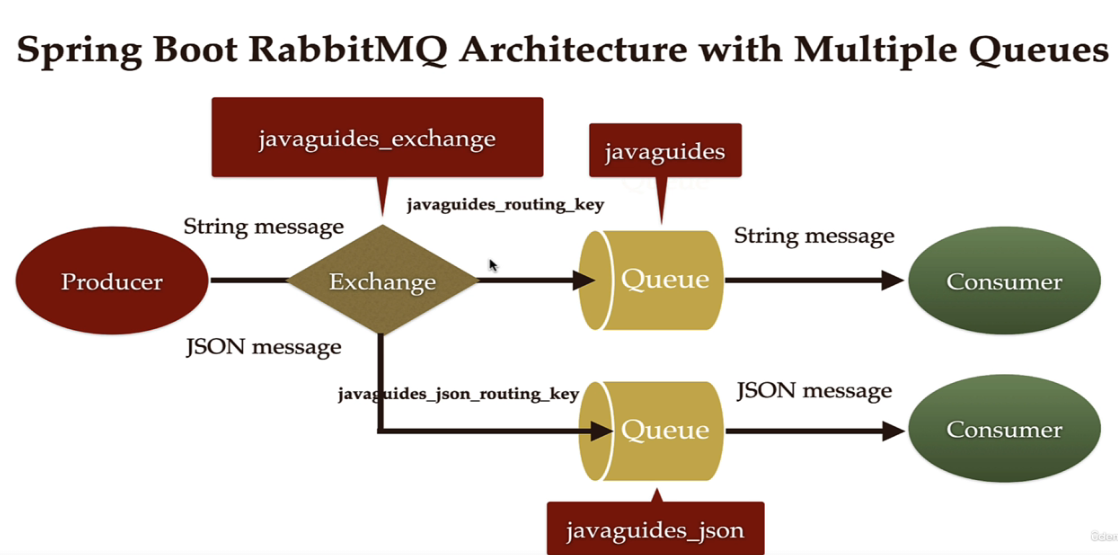 Spring Boot RabbitMQ Architecture with Multiple Queues
javaguides_exchange
javaguides
javaguides_routing_key
String message
String message
Producer
Exchange
Queue
Consumer
JSON message
javaguides_json_routing_key
JSON message
Queue
Consumer
javaguides_json